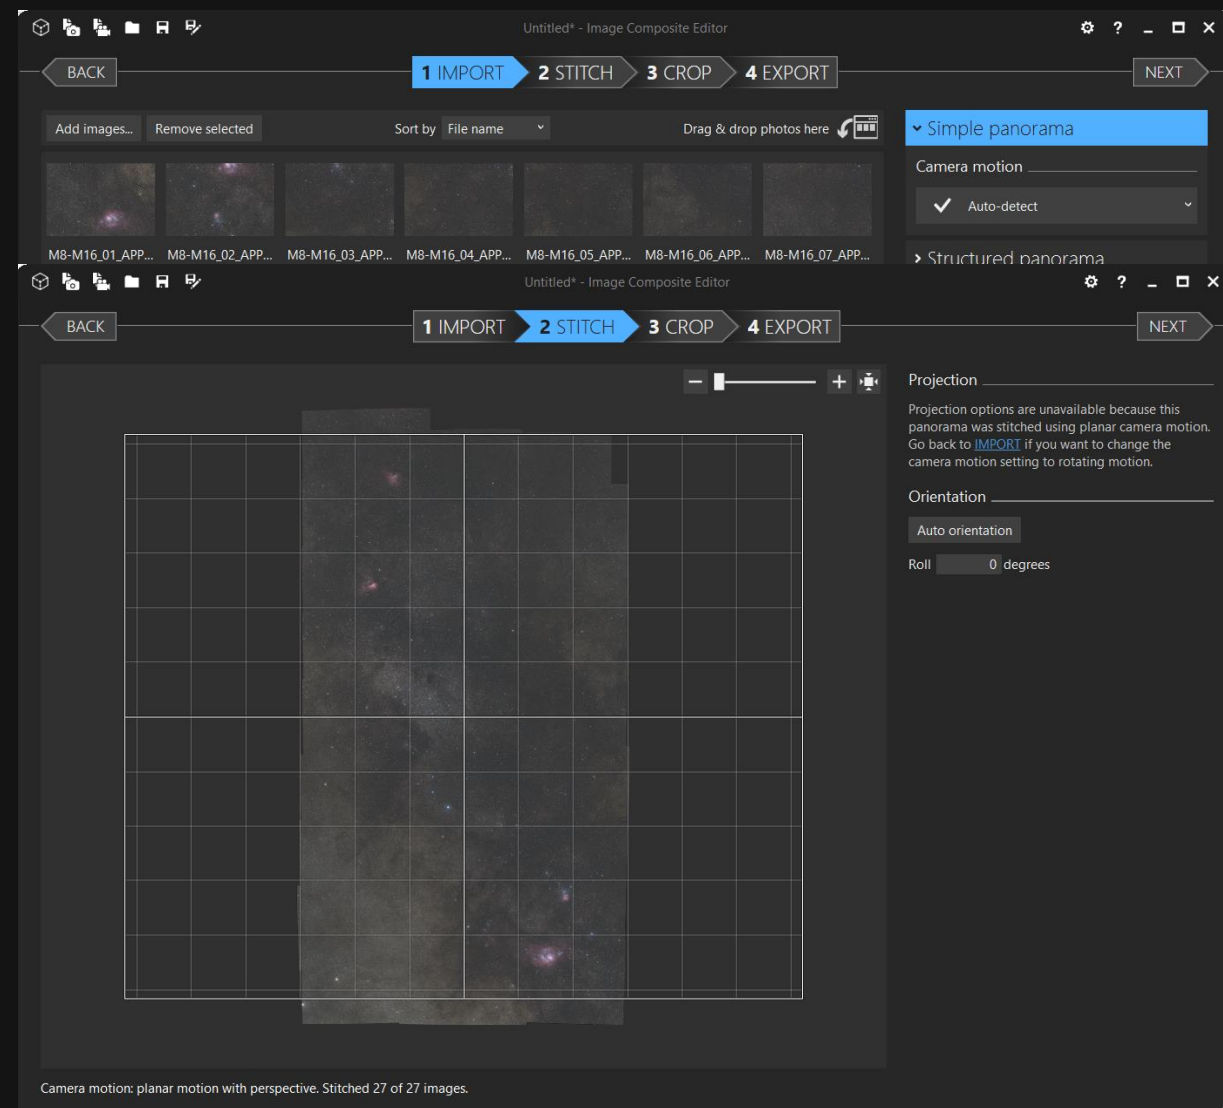 Untitled* - Image Composite Editor
?
BACK
1 IMPORT
2 STITCH
3 CROP
4 EXPORT
NEXT
Add images...
Remove selected
Sort by
File name
Drag & drop photos here
Simple panorama
Camera motion
Auto-detect
Structured panorama
M8-M16_01_APP...
M8-M16_02_APP...
M8-M16_03_APP...
M8-M16_04_APP...
M8-M16_05_APP...
M8-M16_06_APP...
M8-M16_07_APP...
Untitled* - Image Composite Editor
?
BACK
1 IMPORT
2 STITCH
3 CROP
4 EXPORT
NEXT
Projection
Projection options are unavailable because this
panorama was stitched using planar camera motion.
Go back to IMPORT if you want to change the
camera motion setting to rotating motion.
Orientation
Auto orientation
Roll 0 degrees
Camera motion: planar motion with perspective. Stitched 27 of 27 images.